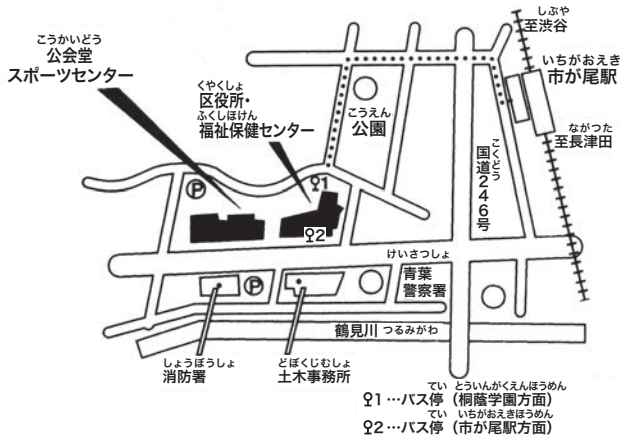 しぶや
至渋谷
こうかいどう
公会堂
スポーツセンター
いちがおえき
市が尾駅
くやくしょ
区役所・
ふくしほけん
福祉保健センター
こうえん
公園
ながつた
至長津田
こくどう
国道246号
P
1
2
けいさつしょ
青葉
警察署
P
鶴見川 つるみがわ
しょうぼうしょ
消防署
どぼくじむしょ
土木事務所
てい とういんがくえんほうめん
1…バス停（桐蔭学園方面）
てい いちがおえきほうめん
2…バス停（市が尾駅方面）